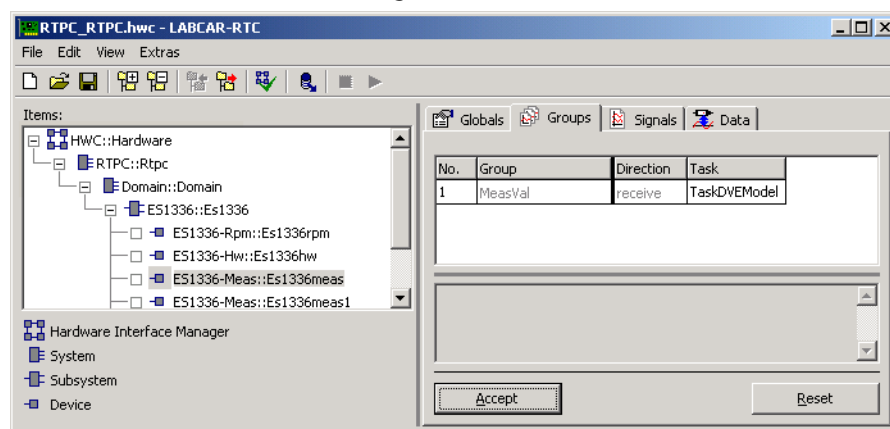 RTPC_RTPC.hwc - LABCAR-RTC
File Edit View Extras
Items:
HWC::Hardware
RTPC::Rtpc
Domain::Domain
ES1336::Es1336
ES1336-Rpm::Es1336rpm
ES1336-Hw::Es1336hw
ES1336-Meas::Es1336meas
ES1336-Meas::Es1336meas1
Hardware Interface Manager
System
Subsystem
Device
Globals Groups Signals Data
No. Group Direction Task
1 MeasVal receive TaskDVEModel
Accept Reset